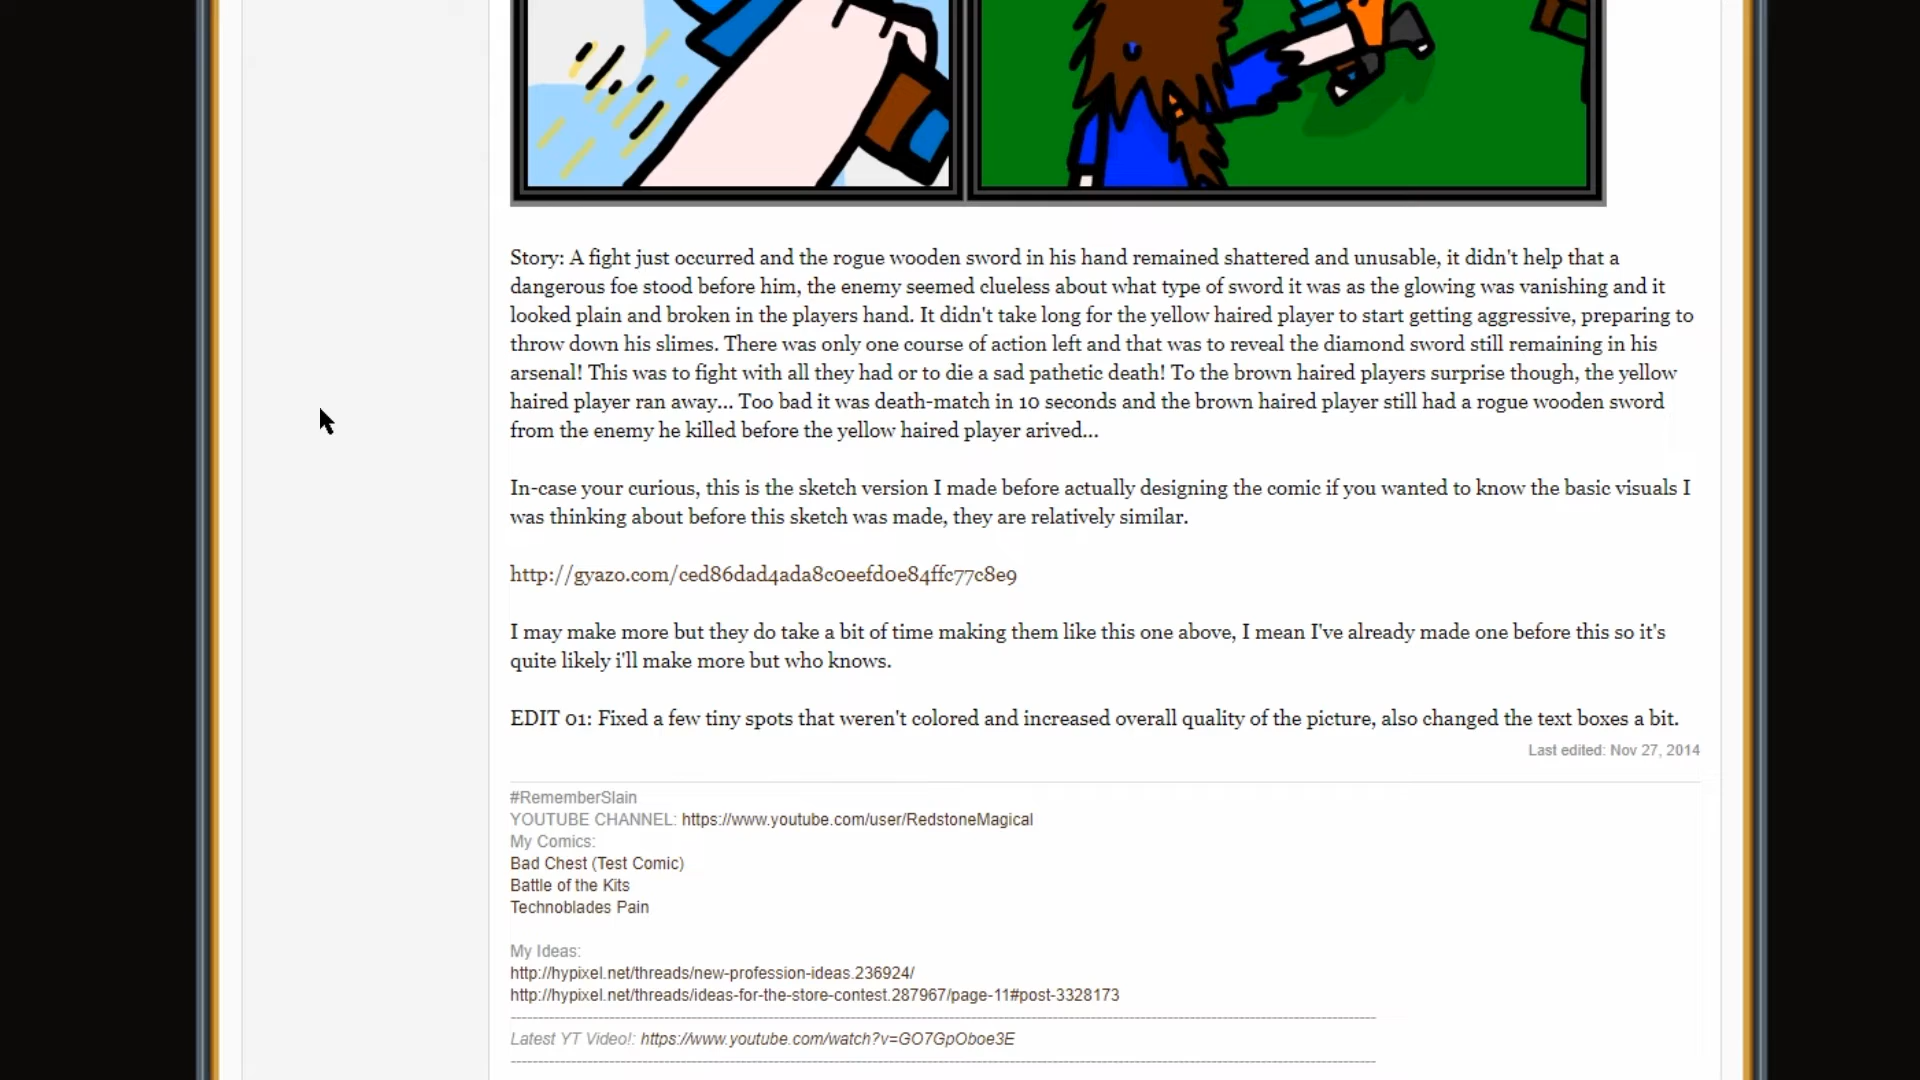 Story: A fight just occurred and the rogue wooden sword in his hand remained shattered and unusable, it didn't help that a
dangerous foe stood before him, the enemy seemed clueless about what type of sword it was as the glowing was vanishing and it
looked plain and broken in the players hand. It didn't take long for the yellow haired player to start getting aggressive, preparing to
throw down his slimes. There was only one course of action left and that was to reveal the diamond sword still remaining in his
arsenal! This was to fight with all they had or to die a sad pathetic death! To the brown haired players surprise though, the yellow
haired player ran away... Too bad it was death-match in 10 seconds and the brown haired player still had a rogue wooden sword
from the enemy he killed before the yellow haired player arived...
In-case your curious, this is the sketch version I made before actually designing the comic if you wanted to know the basic visuals I
was thinking about before this sketch was made, they are relatively similar.
http://gyazo.com/ced86dad4ada8c0eefd0e84ffc77c8e9
I may make more but they do take a bit of time making them like this one above, I mean I've already made one before this so it's
quite likely i'll make more but who knows.
EDIT 01: Fixed a few tiny spots that weren't colored and increased overall quality of the picture, also changed the text boxes a bit.
Last edited: Nov 27, 2014
#RememberSlain
YOUTUBE CHANNEL: https://www.youtube.com/user/RedstoneMagical
My Comics:
Bad Chest (Test Comic)
Battle of the Kits
Technoblades Pain
My Ideas:
http://hypixel.net/threads/new-profession-ideas.236924/
http://hypixel.net/threads/ideas-for-the-store-contest.287967/page-11#post-3328173
Latest YT Video!: https://www.youtube.com/watch?v=GO7GpOboe3E